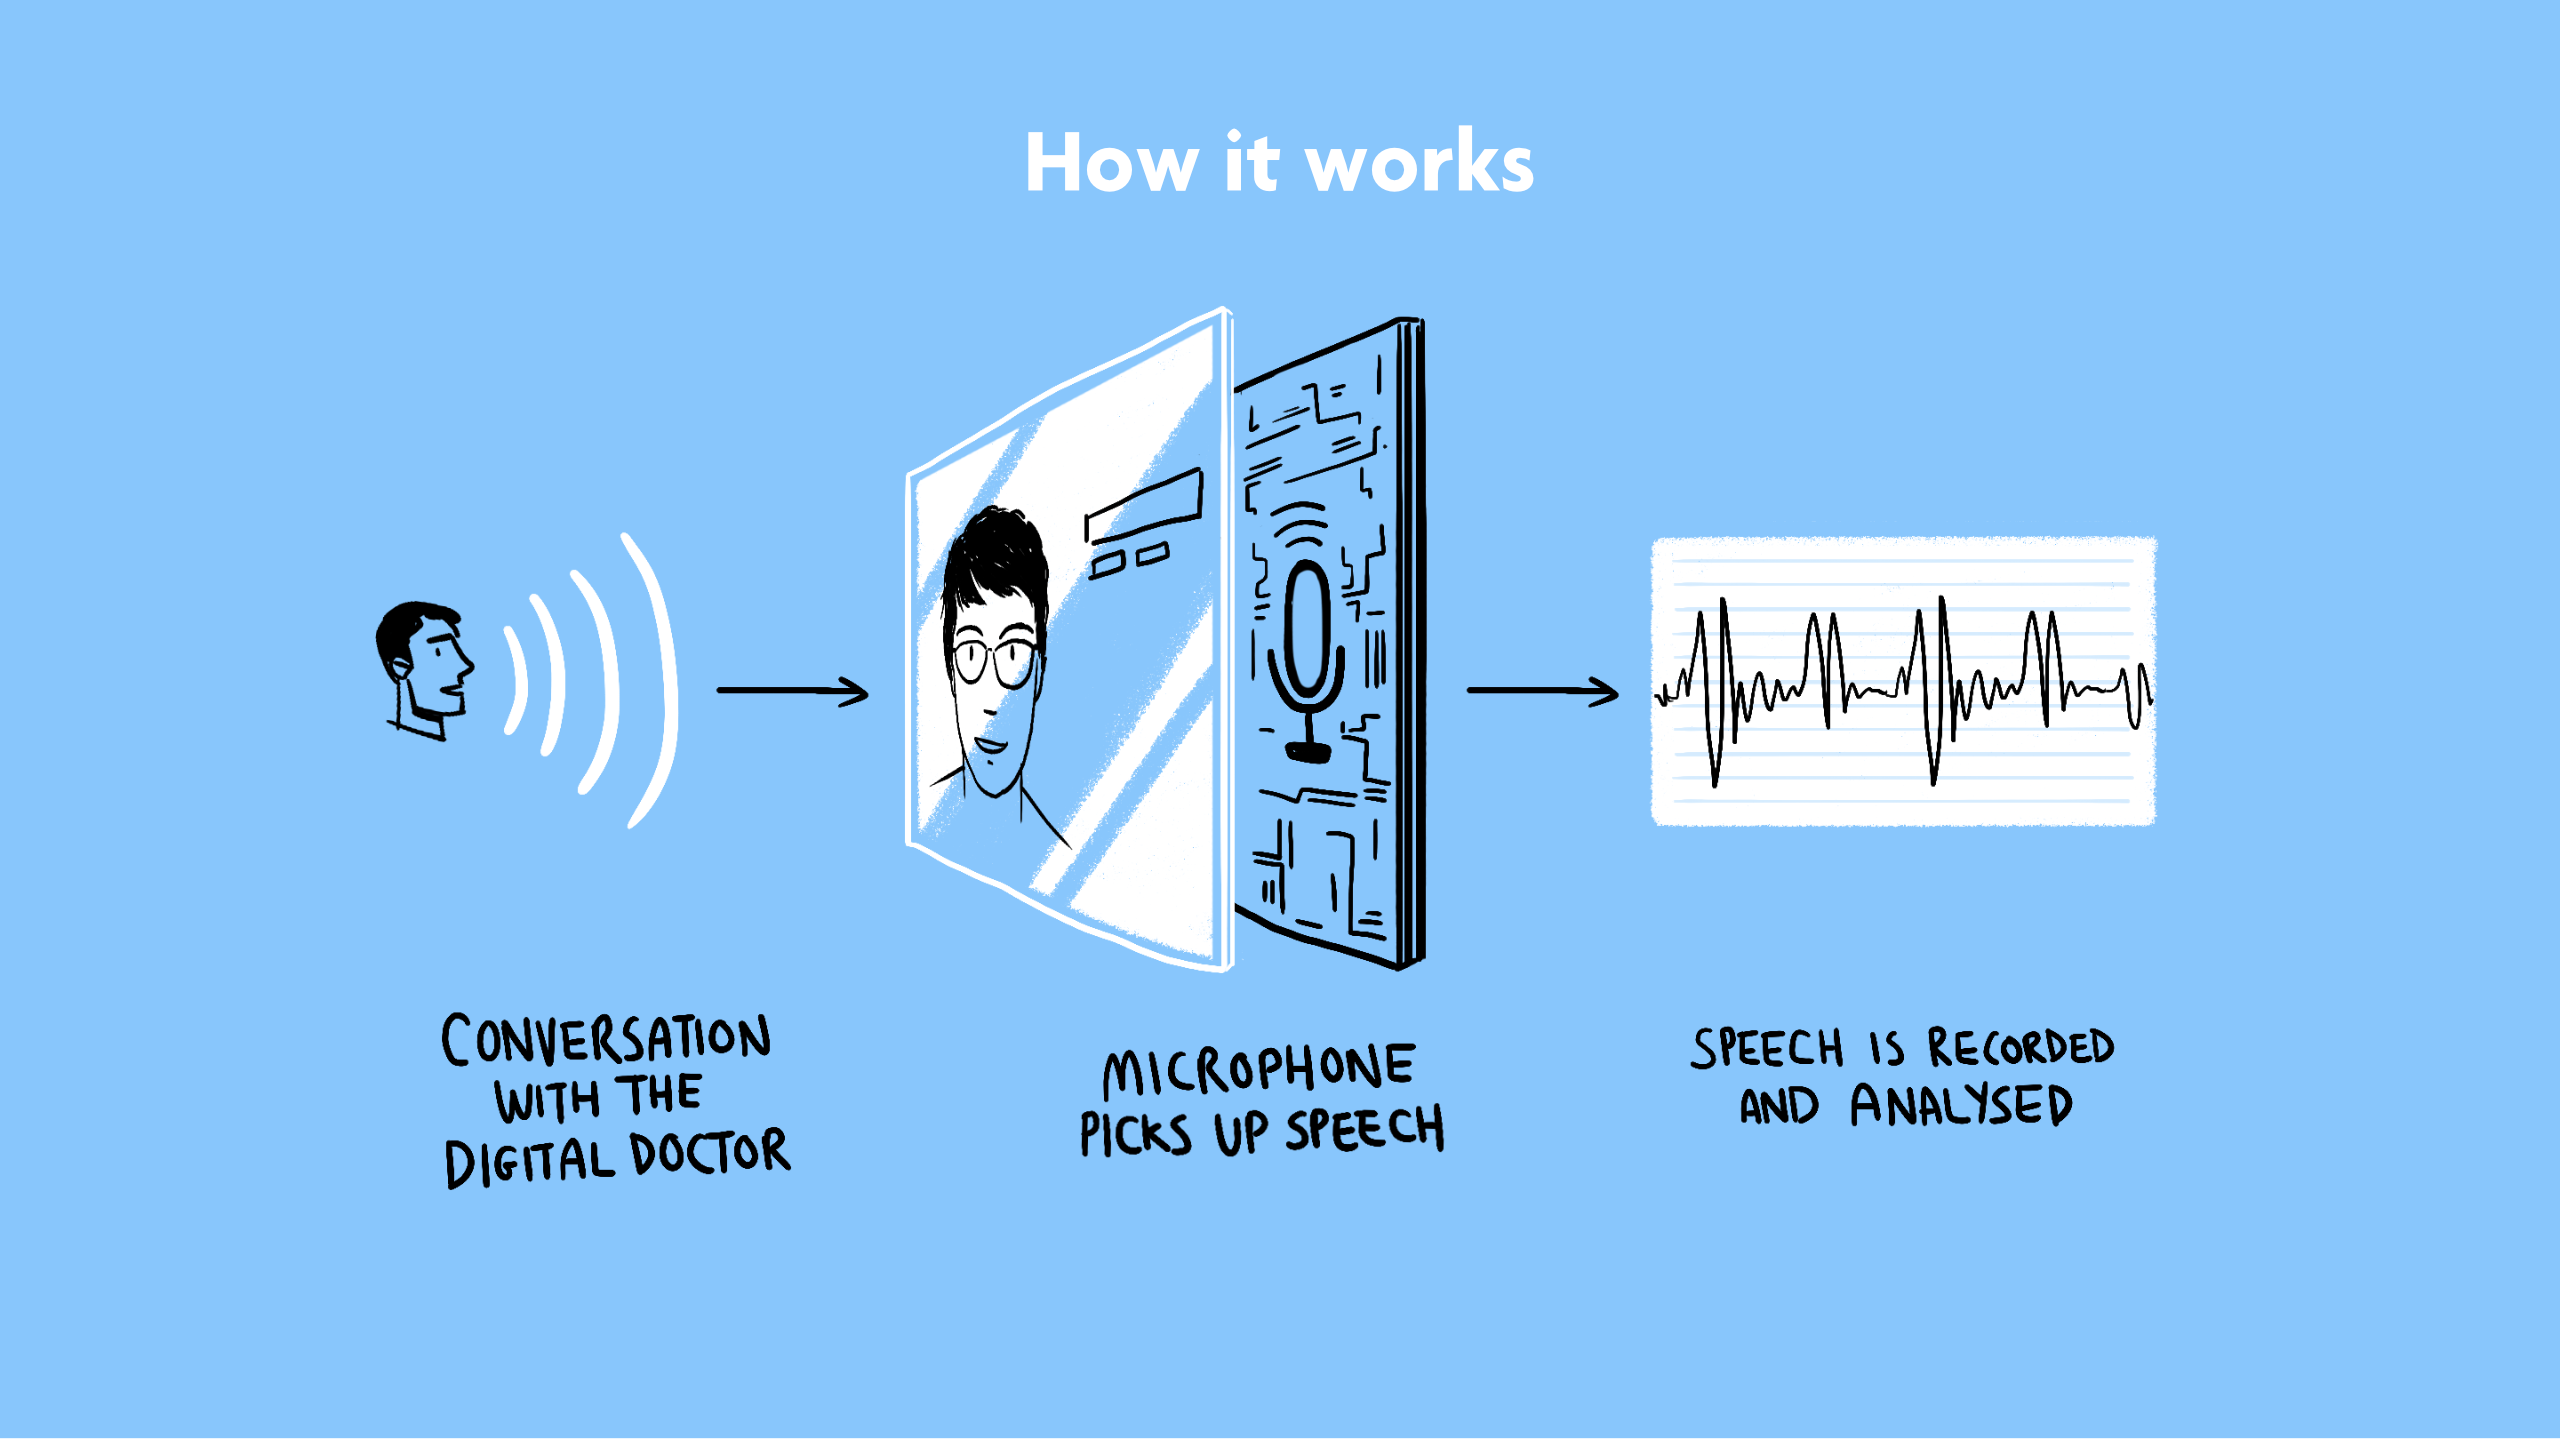 How it works
CONVERSATION
WITH THE
DIGITAL DOCTOR
MICROPHONE
PICKS UP SPEECH
SPEECH IS RECORDED
AND ANALYSED